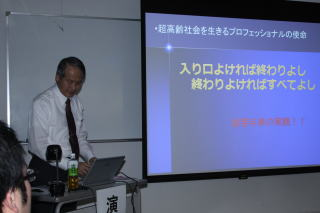 ・超高齢社会を生きるプロフェッショナルの使命
入り口よければ終わりよし
終わりよければすべてよし
演